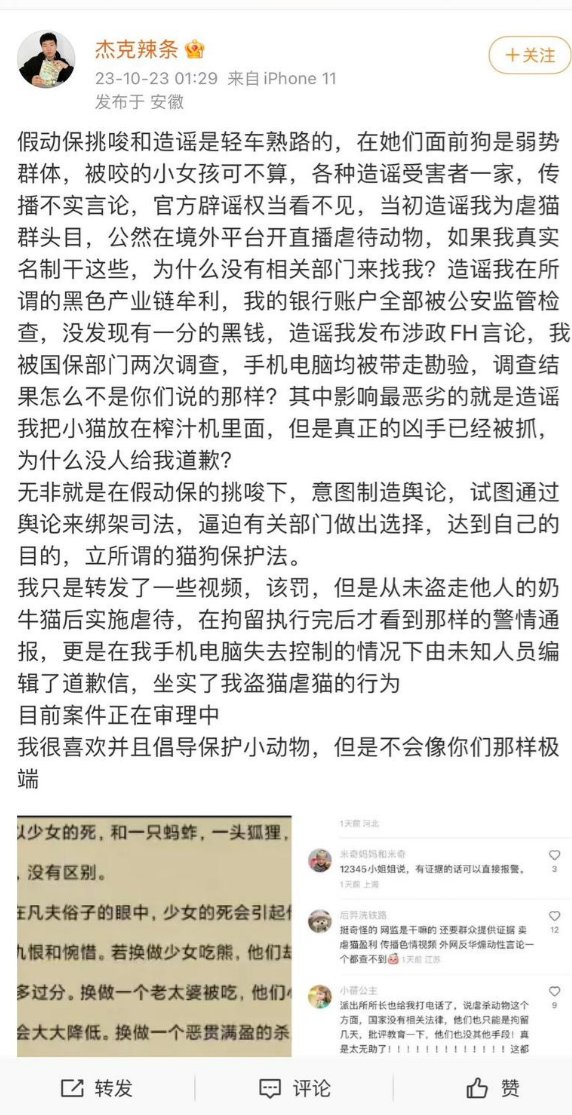 杰克辣条
+关注
23-10-23 01:29 来自 iPhone 11
发布于 安徽
假动保挑唆和造谣是轻车熟路的，在她们面前狗是弱势
群体，被咬的小女孩可不算，各种造谣受害者一家，传
播不实言论，官方辟谣权当看不见，当初造谣我为虐猫
群头目，公然在境外平台开直播虐待动物，如果我真实
名制干这些，为什么没有相关部门来找我？造谣我在所
谓的黑色产业链牟利，我的银行账户全部被公安监管检
查，没发现有一分的黑钱，造谣我发布涉政FH言论，我
被国保部门两次调查，手机电脑均被带走勘验，调查结
果怎么不是你们说的那样？其中影响最恶劣的就是造谣
我把小猫放在榨汁机里面，但是真正的凶手已经被抓，
为什么没人给我道歉？
无非就是在假动保的挑唆下，意图制造舆论，试图通过
舆论来绑架司法，逼迫有关部门做出选择，达到自己的
目的，立所谓的猫狗保护法。
我只是转发了一些视频，该罚，但是从未盗走他人的奶
牛猫后实施虐待，在拘留执行完后才看到那样的警情通
报，更是在我手机电脑失去控制的情况下由未知人员编
辑了道歉信，坐实了我盗猫虐猫的行为
目前案件正在审理中
我很喜欢并且倡导保护小动物，但是不会像你们那样极
端
以少女的死，和一只蚂蚱，一头狐狸，
，没有区别。
在凡夫俗子的眼中，少女的死会引起
仇恨和惋惜。若换做少女吃熊，他们却
多过分。换做一个老太婆被吃，他们
会大大降低。换做一个恶贯满盈的杀
1天前 河北
米奇妈妈和米奇
12345小姐姐说，有证据的话可以直接报警，
3
1天前 上海
后羿洗铁路
挺奇怪的 网监是干嘛的 还要群众提供证据 卖
虐猫盈利 传播色情视频 外网反华煽动性言论一
个都查不到 1天前 江苏
12
小蕾公主
派出所所长也给我打电话了，说虐杀动物这个
方面，国家没有相关法律，他们也只能是拘留
几天，批评教育一下，他们也没其他手段！真
是太无助了！！！！！！！！！！！！！这都
9
转发
评论
赞